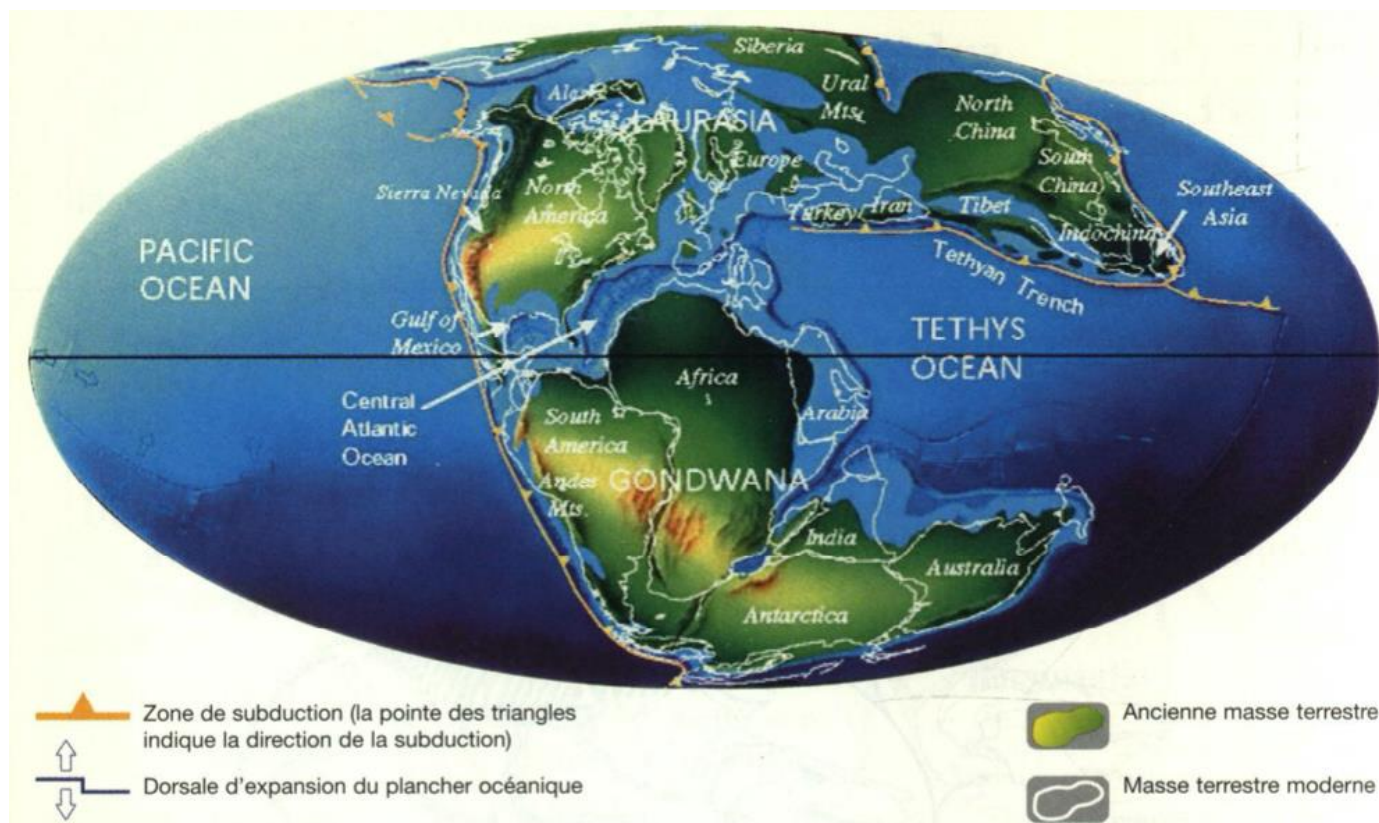 Siberia
Ural
Mts.
North
China
Alaska
LAURASIA
Europe
South
China
Sierra Nevada
North
America
Turkey
Iran
Tibet
Southeast
Asia
Indochina
PACIFIC
OCEAN
Tethyan Trench
Gulf of
Mexico
TETHYS
OCEAN
Africa
Central
Atlantic
Ocean
South
America
Arabia
GONDWANA
Andes
Mts.
India
Australia
Antarctica
Zone de subduction (la pointe des triangles
indique la direction de la subduction)
Dorsale d'expansion du plancher océanique
Ancienne masse terrestre
Masse terrestre moderne